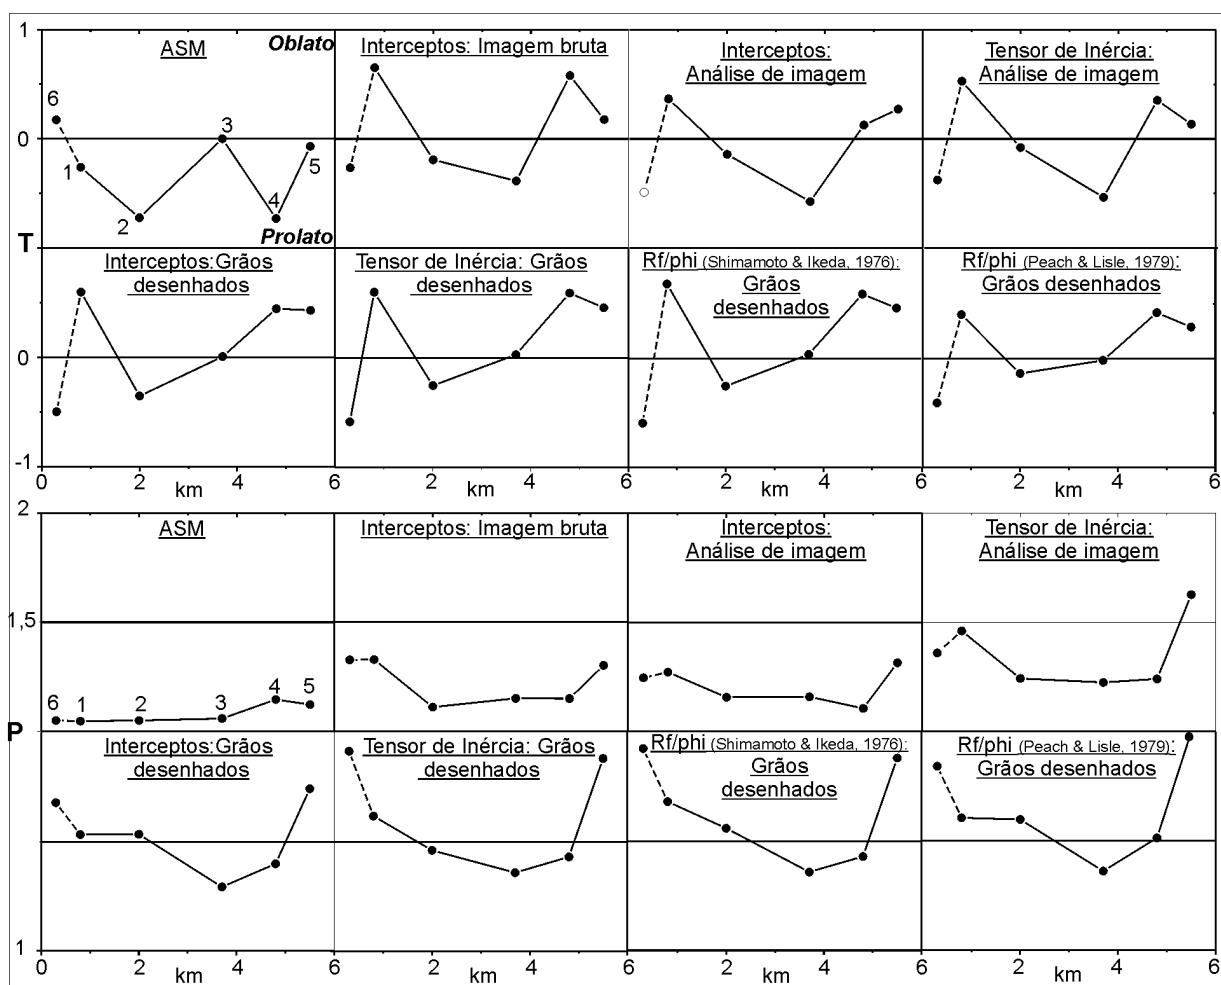 1
ASM
Oblato
Interceptos: Imagem bruta
Interceptos:
Análise de imagem
Tensor de Inércia:
Análise de imagem
6
3
0
1
5
4
2
Prolato
T
Interceptos:Grãos
desenhados
Tensor de Inércia: Grãos
desenhados
Rf/phi (Shimamoto & Ikeda, 1976):
Grãos
desenhados
Rf/phi (Peach & Lisle, 1979):
Grãos desenhados
0
-1
0 2 4 6 2 4 6 2 4 6 2 4 6
km km km km
2
ASM
Interceptos: Imagem bruta
Interceptos:
Análise de imagem
Tensor de Inércia:
Análise de imagem
1,5
6 1 2 3 4 5
P
Interceptos:Grãos
desenhados
Tensor de Inércia: Grãos
desenhados
Rf/phi (Shimamoto & Ikeda, 1976):
Grãos
desenhados
Rf/phi (Peach & Lisle, 1979):
Grãos desenhados
1
0 2 4 6 2 4 6 2 4 6 2 4 6
km km km km